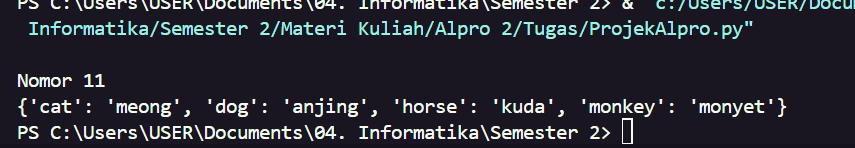 PS C:\Users\USER\Documents\04. Informatika\Semester 2> & "c:/Users/USER/Docum
Informatika/Semester 2/Materi Kuliah/Alpro 2/Tugas/ProjekAlpro.py"
Nomor 11
{'cat': 'meong', 'dog': 'anjing', 'horse': 'kuda', 'monkey': 'monyet'}
PS C:\Users\USER\Documents\04. Informatika\Semester 2>